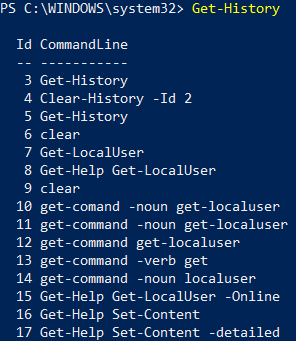 PS C:\WINDOWS\system32> Get-History
Id CommandLine
-- -----------
3 Get-History
4 Clear-History -Id 2
5 Get-History
6 clear
7 Get-LocalUser
8 Get-Help Get-LocalUser
9 clear
10 get-comand -noun get-localuser
11 get-command -noun get-localuser
12 get-command get-localuser
13 get-command -verb get
14 get-command -noun localuser
15 Get-Help Get-LocalUser -Online
16 Get-Help Set-Content
17 Get-Help Set-Content -detailed